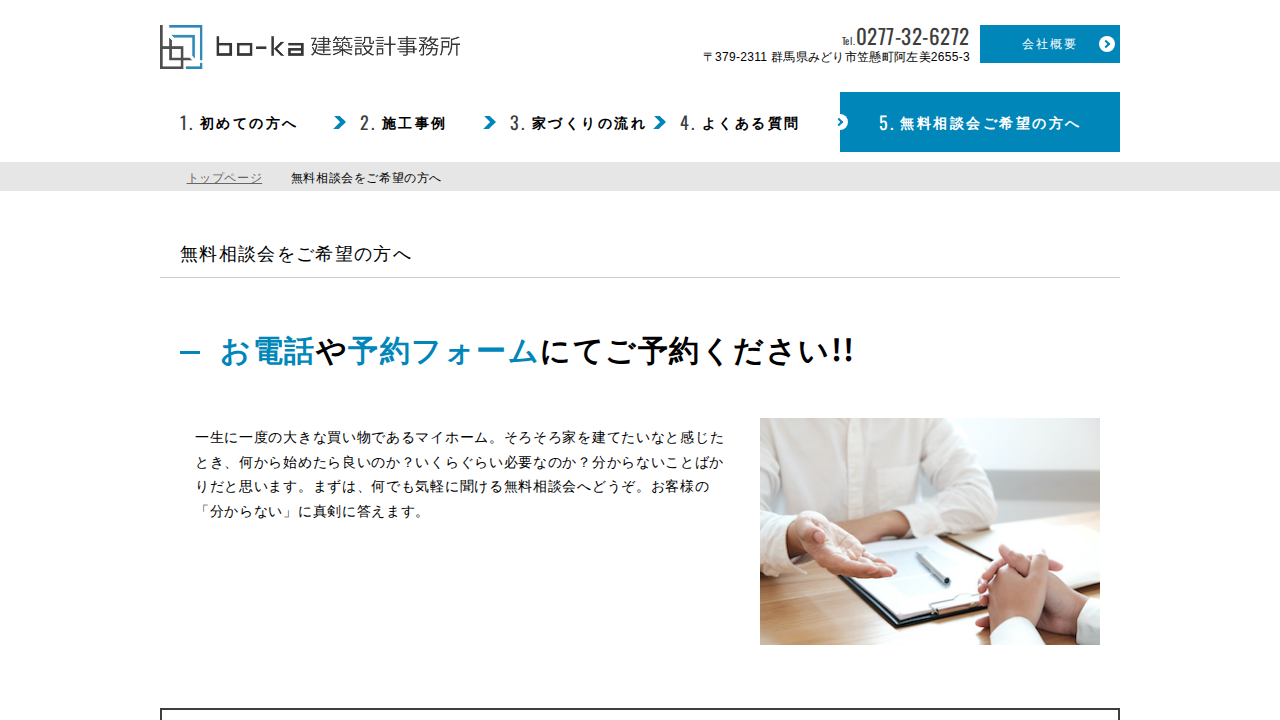 bo-ka 建築設計事務所
Tel.0277-32-6272
〒379-2311 群馬県みどり市笠懸町阿左美2655-3
会社概要
1. 初めての方へ
2. 施工事例
3. 家づくりの流れ
4. よくある質問
5. 無料相談会ご希望の方へ
トップページ 無料相談会をご希望の方へ
無料相談会をご希望の方へ
お電話や予約フォームにてご予約ください!!
一生に一度の大きな買い物であるマイホーム。そろそろ家を建てたいなと感じた
とき、何から始めたら良いのか？いくらぐらい必要なのか？分からないことばか
りだと思います。まずは、何でも気軽に聞ける無料相談会へどうぞ。お客様の
「分からない」に真剣に答えます。